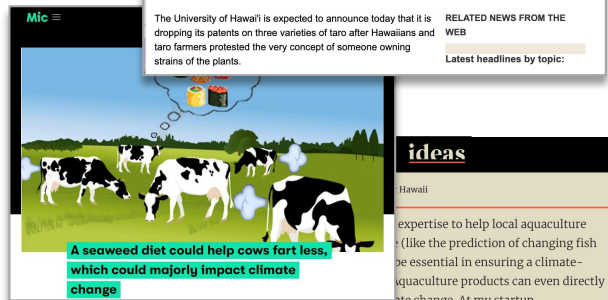 Mic
The University of Hawai'i is expected to announce today that it is
dropping its patents on three varieties of taro after Hawaiians and
taro farmers protested the very concept of someone owning
strains of the plants.
RELATED NEWS FROM THE
WEB
Latest headlines by topic:
A seaweed diet could help cows fart less,
which could majorly impact climate
change
ideas
Hawaii
expertise to help local aquaculture
(like the prediction of changing fish
be essential in ensuring a climate-
Aquaculture products can even directly
change. At my startup